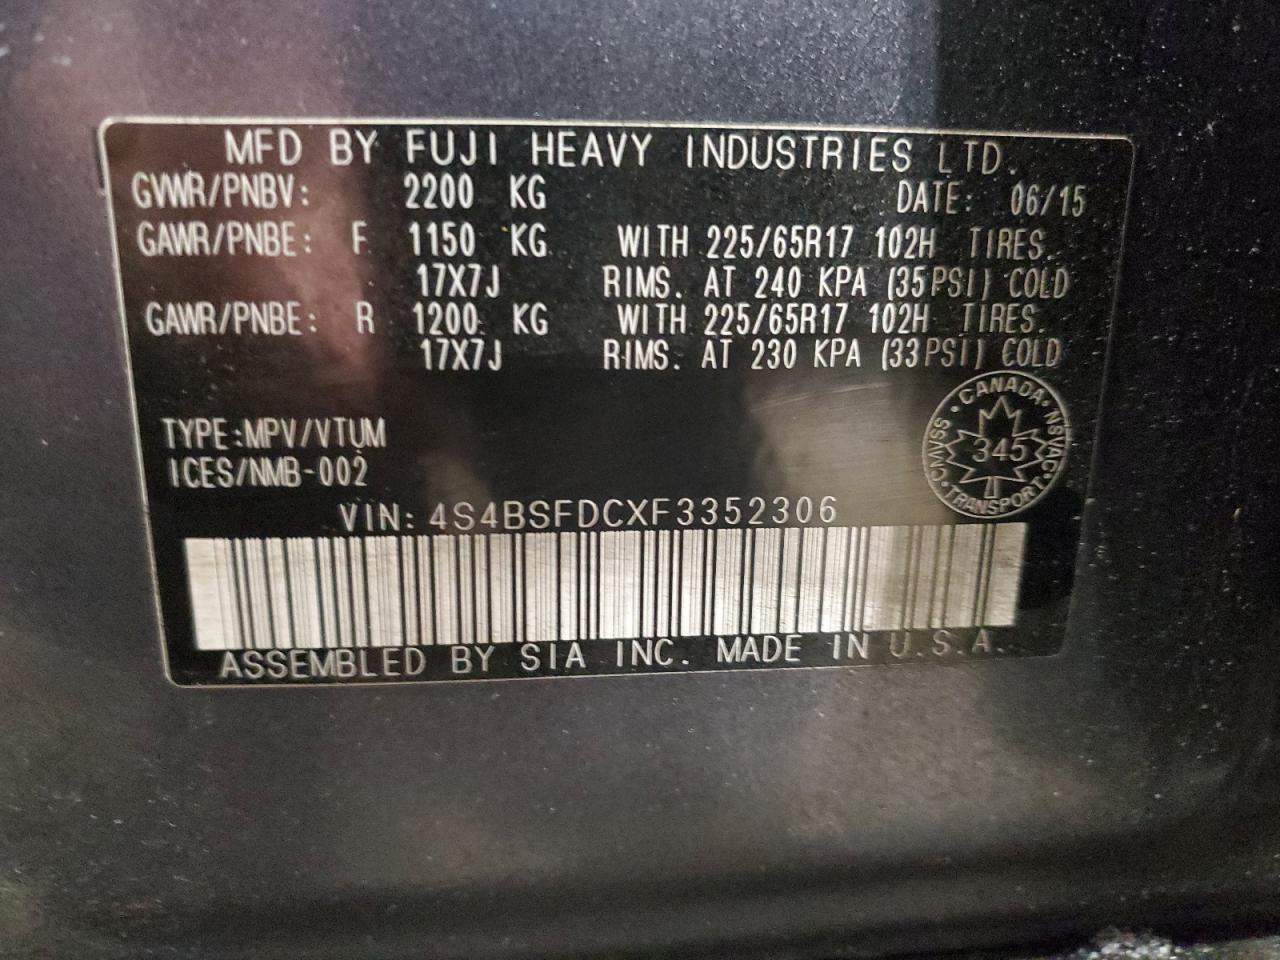 MFD BY FUJI HEAVY INDUSTRIES LTD.
GVWR/PNBV: 2200 KG DATE: 06/15
GAWR/PNBE: F 1150 KG WITH 225/65R17 102H TIRES.
17X7J RIMS. AT 240 KPA (35PSI) COLD
GAWR/PNBE: R 1200 KG WITH 225/65R17 102H TIRES.
17X7J RIMS. AT 230 KPA (33PSI) COLD
TYPE:MPV/VTUM
ICES/NMB-002
CMVSS · CANADA · NSVAC · TRANSPORT ·
345
VIN: 4S4BSFDCXF3352306
ASSEMBLED BY SIA INC. MADE IN U.S.A.